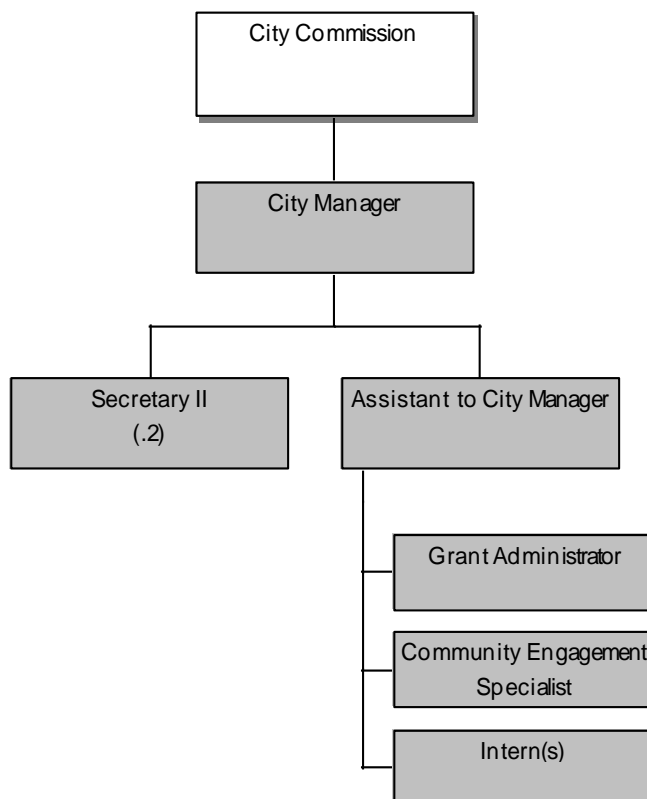 City Commission
City Manager
Secretary II
(.2)
Assistant to City Manager
Grant Administrator
Community Engagement
Specialist
Intern(s)